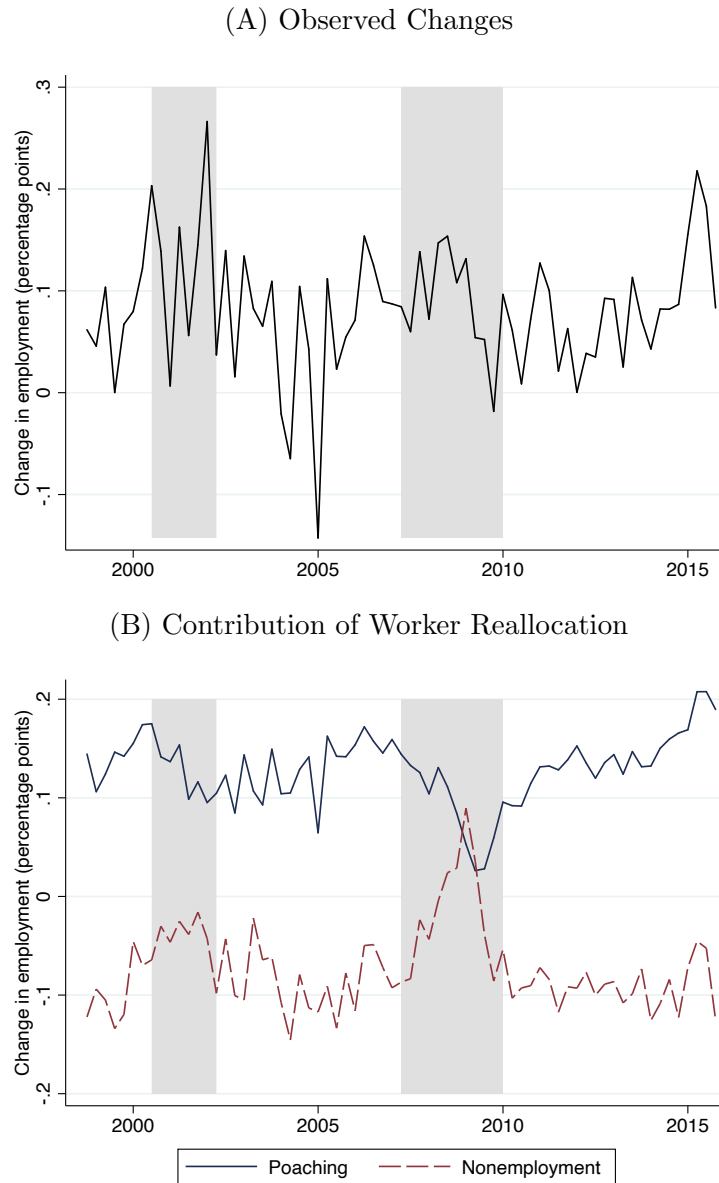 (A) Observed Changes
Change in employment (percentage points)
.3
.2
.1
0
-.1
2000 2005 2010 2015
(B) Contribution of Worker Reallocation
Change in employment (percentage points)
.2
.1
0
-.1
-.2
2000 2005 2010 2015
Poaching Nonemployment